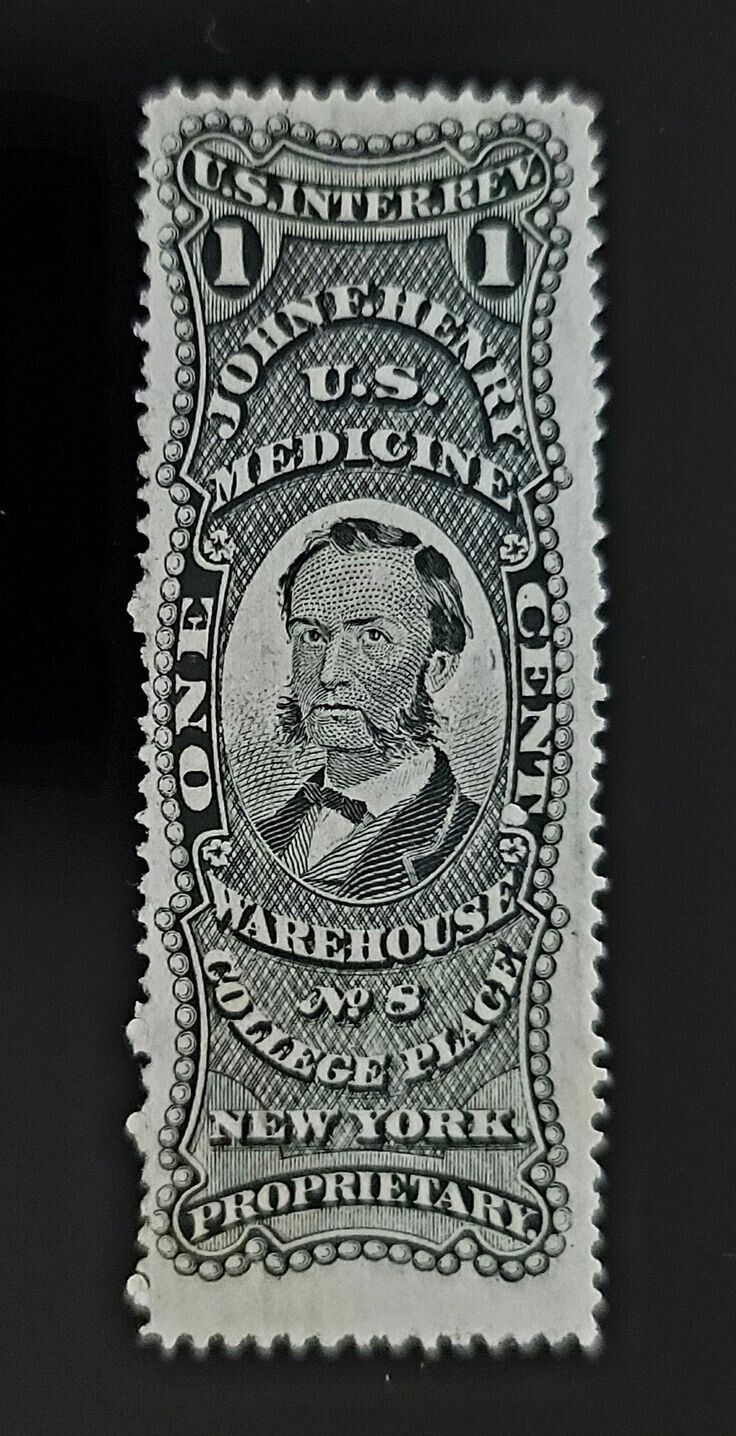 U.S.INTER.REV.
1 1
JOHN F. HENRY
U.S.
MEDICINE
ONE CENT.
WAREHOUSE
No 8
COLLEGE PLACE
NEW YORK.
PROPRIETARY.